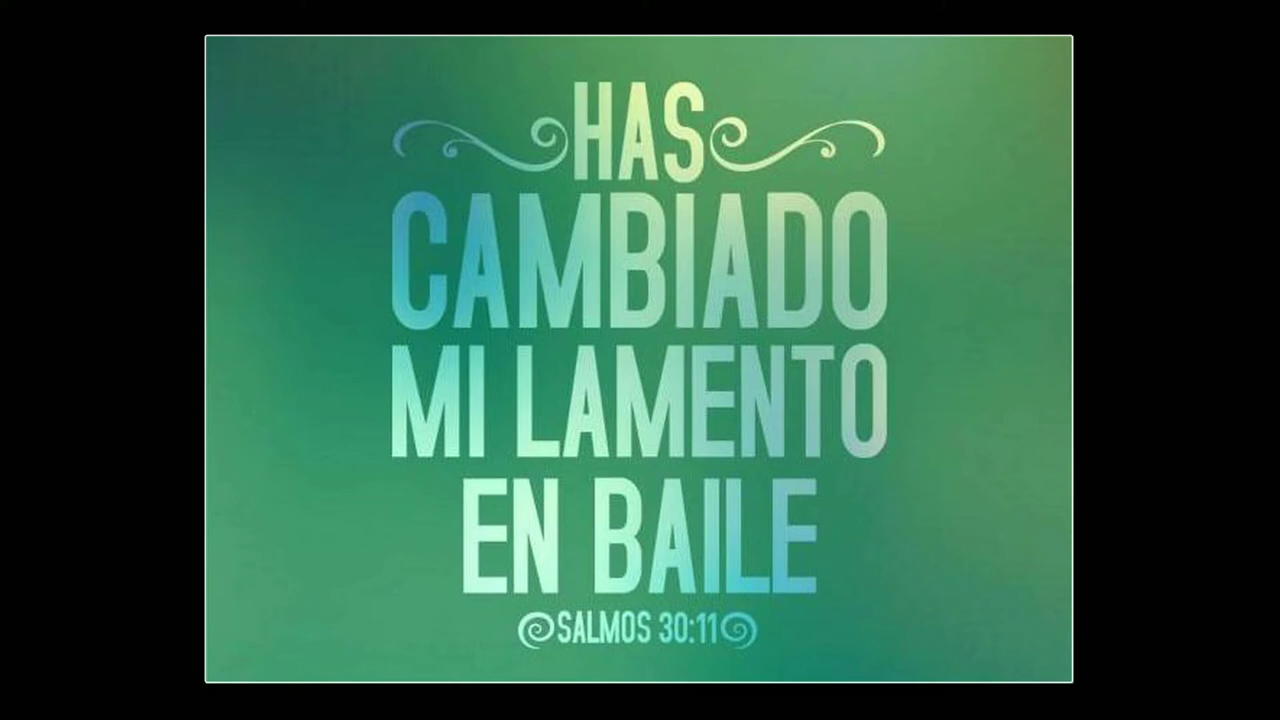 HAS
CAMBIADO
MI LAMENTO
EN BAILE
SALMOS 30:11